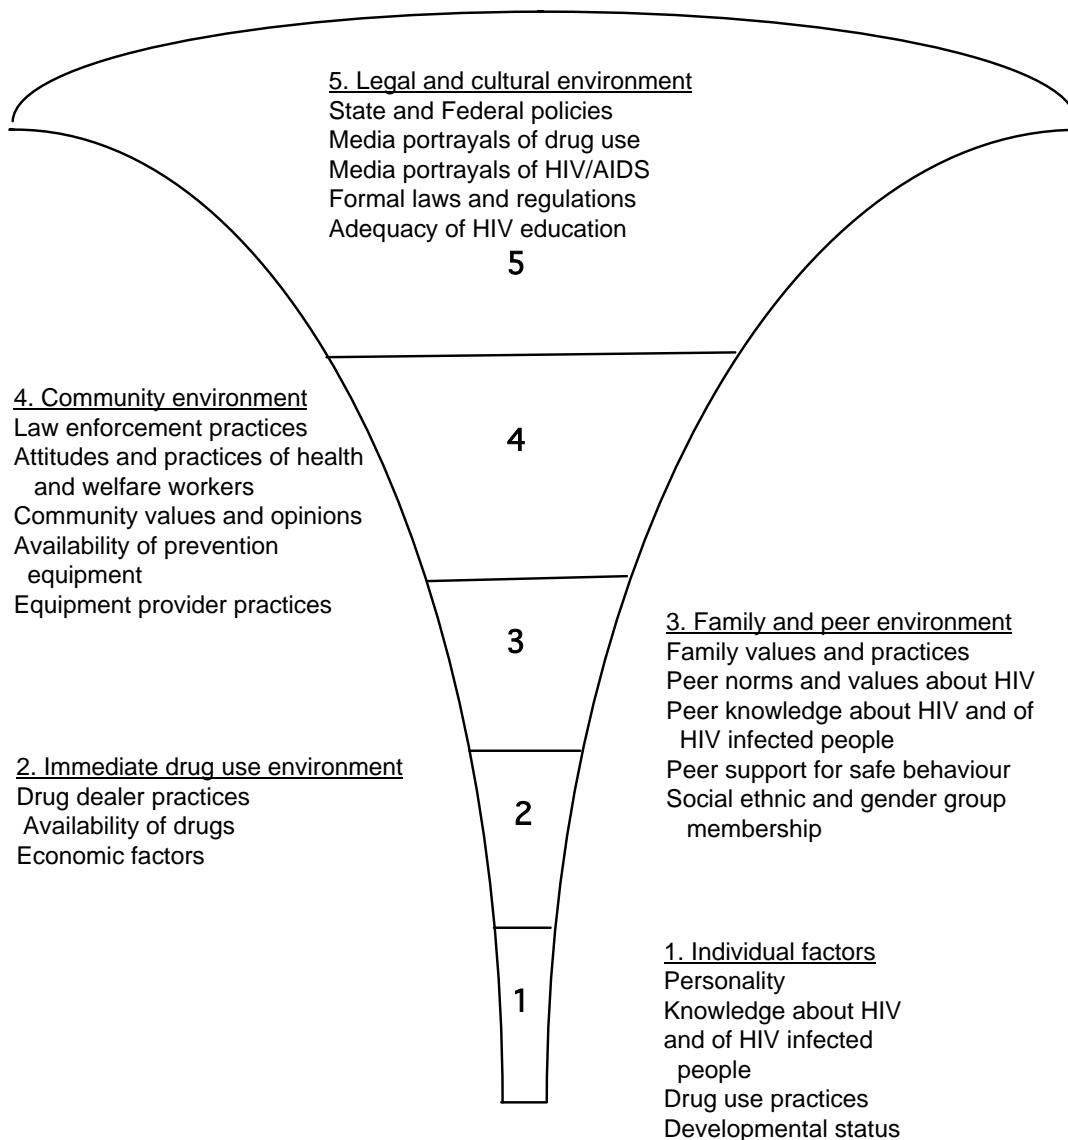 5. Legal and cultural environment
State and Federal policies
Media portrayals of drug use
Media portrayals of HIV/AIDS
Formal laws and regulations
Adequacy of HIV education
5
4. Community environment
Law enforcement practices
Attitudes and practices of health
and welfare workers
Community values and opinions
Availability of prevention
equipment
Equipment provider practices
4
3. Family and peer environment
Family values and practices
Peer norms and values about HIV
Peer knowledge about HIV and of
HIV infected people
Peer support for safe behaviour
Social ethnic and gender group
membership
3
2. Immediate drug use environment
Drug dealer practices
Availability of drugs
Economic factors
2
1. Individual factors
Personality
Knowledge about HIV
and of HIV infected
people
Drug use practices
Developmental status
1